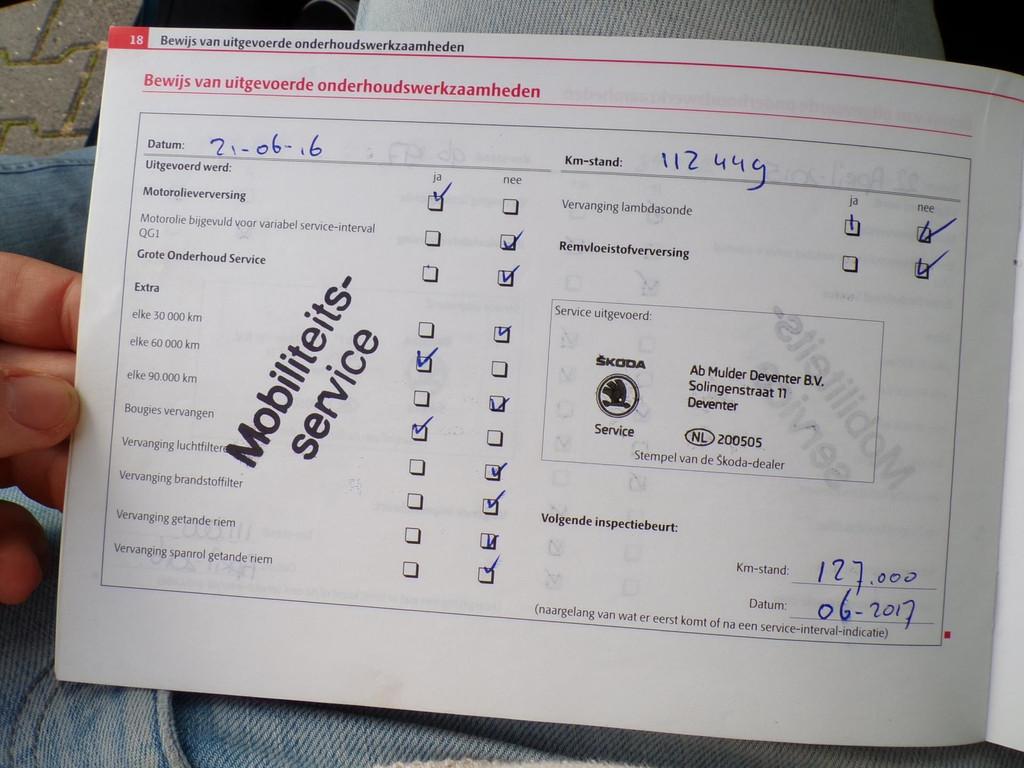 18 Bewijs van uitgevoerde onderhoudswerkzaamheden
Bewijs van uitgevoerde onderhoudswerkzaamheden
Datum: 21-06-16
Uitgevoerd werd:
ja nee
Motorolieverversing
Motorolie bijgevuld voor variabel service-interval
QG1
Grote Onderhoud Service
Extra
elke 30 000 km
elke 60 000 km
elke 90.000 km
Bougies vervangen
Vervanging luchtfiltere
Vervanging brandstoffilter
Vervanging getande riem
Vervanging spanrol getande riem
Mobiliteits-
service
Km-stand: 112 449
ja nee
Vervanging lambdasonde
Remvloeistofverversing
Service uitgevoerd:
ŠKODA
Service
Ab Mulder Deventer B.V.
Solingenstraat 11
Deventer
NL 200505
Stempel van de Škoda-dealer
Volgende inspectiebeurt:
Km-stand: 127.000
Datum: 06-2017
(naargelang van wat er eerst komt of na een service-interval-indicatie)